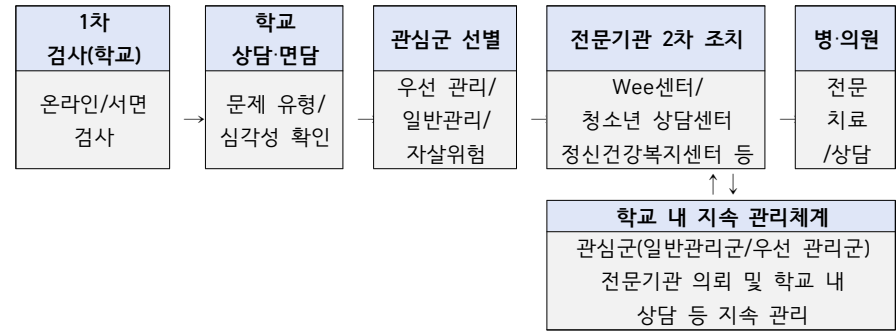 1차
검사(학교)
온라인/서면
검사
→
학교
상담·면담
문제 유형/
심각성 확인
관심군 선별
우선 관리/
일반관리/
자살위험
전문기관 2차 조치
Wee센터/
청소년 상담센터
정신건강복지센터 등
병·의원
전문
치료
/상담
↑ ↓
학교 내 지속 관리체계
관심군(일반관리군/우선 관리군)
전문기관 의뢰 및 학교 내
상담 등 지속 관리